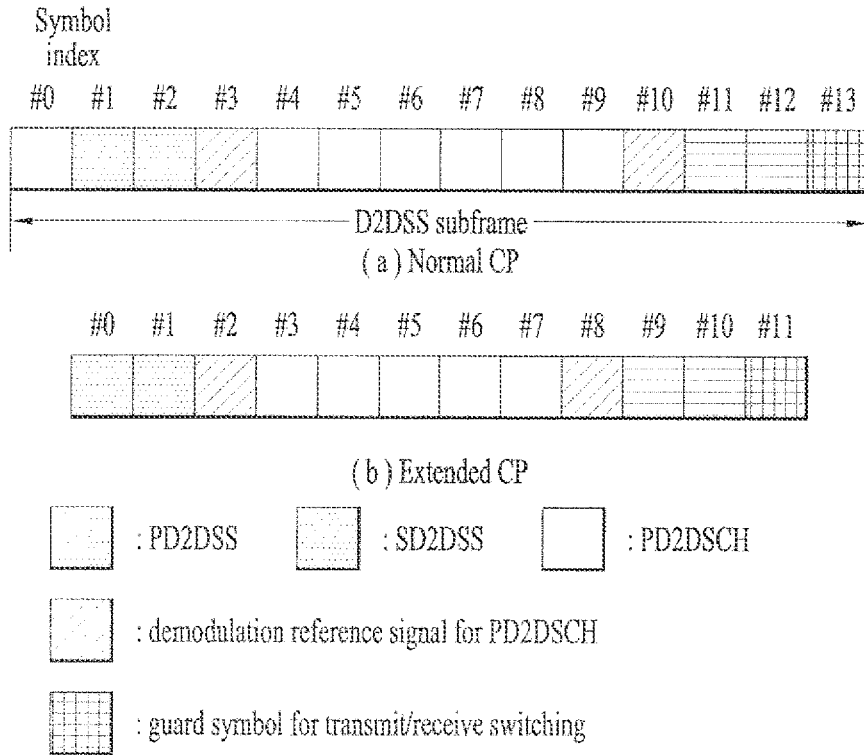 Symbol
index
#0 #1 #2 #3 #4 #5 #6 #7 #8 #9 #10 #11 #12 #13
D2DSS subframe
( a ) Normal CP
#0 #1 #2 #3 #4 #5 #6 #7 #8 #9 #10 #11
( b ) Extended CP
: PD2DSS : SD2DSS : PD2DSCH
: demodulation reference signal for PD2DSCH
: guard symbol for transmit/receive switching